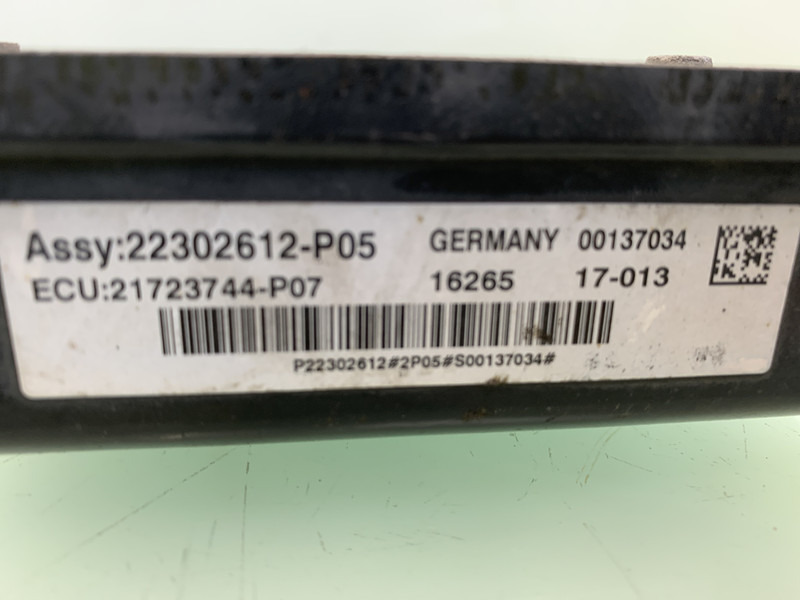 Assy:22302612-P05 GERMANY 00137034
ECU:21723744-P07 16265 17-013
P22302612#2P05#S00137034#